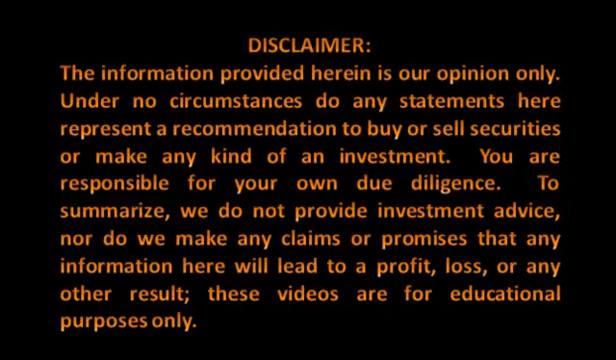 DISCLAIMER:
The information provided herein is our opinion only.
Under no circumstances do any statements here
represent a recommendation to buy or sell securities
or make any kind of an investment. You are
responsible for your own due diligence. To
summarize, we do not provide investment advice,
nor do we make any claims or promises that any
information here will lead to a profit, loss, or any
other result; these videos are for educational
purposes only.